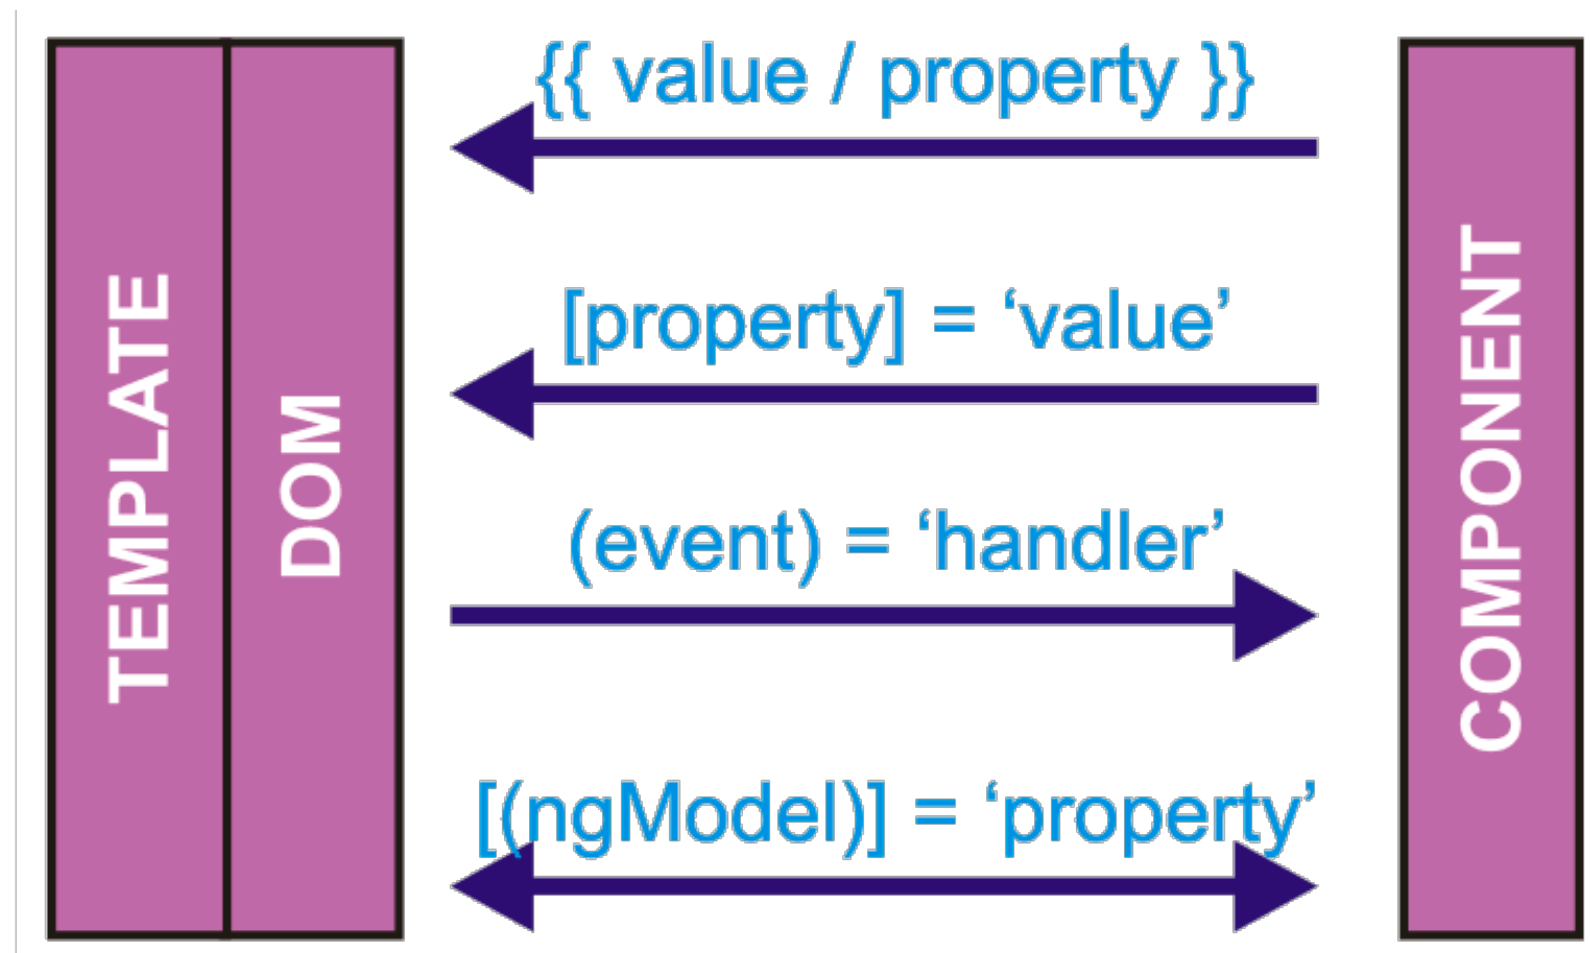 TEMPLATE
DOM
{{ value / property }}
[property] = ‘value’
(event) = ‘handler’
[(ngModel)] = ‘property’
COMPONENT